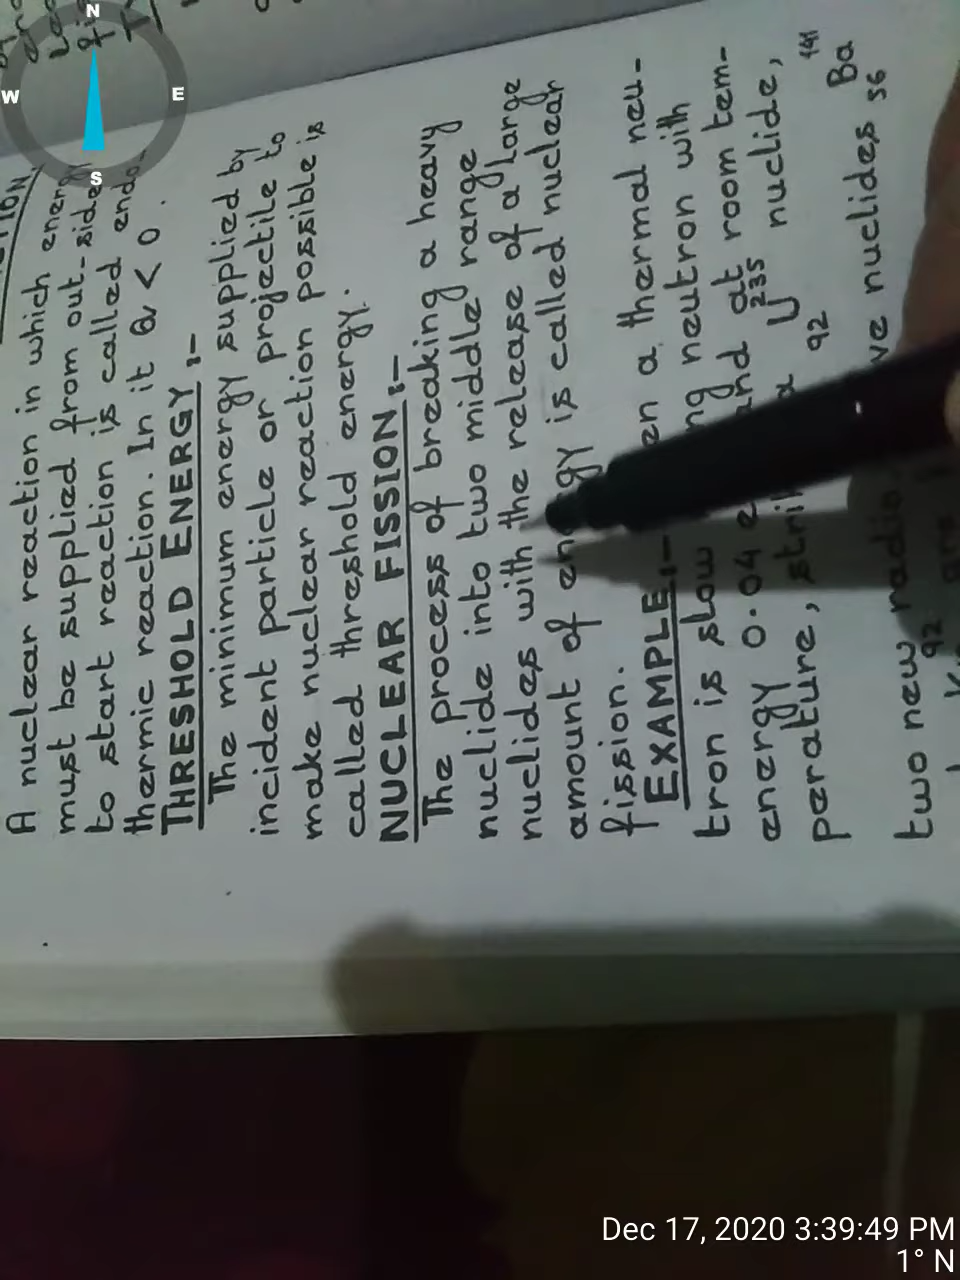 N
W E
S
A nuclear reaction in which
must be supplied from out-side
to start reaction is called
thermic reaction. In it Q < 0.
THRESHOLD ENERGY :-
The minimum energy supplied by
incident particle or projectile to
make nuclear reaction possible is
called threshold energy.
NUCLEAR FISSION :-
The process of breaking a heavy
nuclide into two middle range
nuclides with the release of a large
amount of energy is called nuclear
fission.
EXAMPLE :- a thermal neu-
tron is slow neutron with
energy 0.04 and at room tem-
perature, 92 U 235 nuclide,
two new nuclides 56 Ba 141
92
Dec 17, 2020 3:39:49 PM
1° N